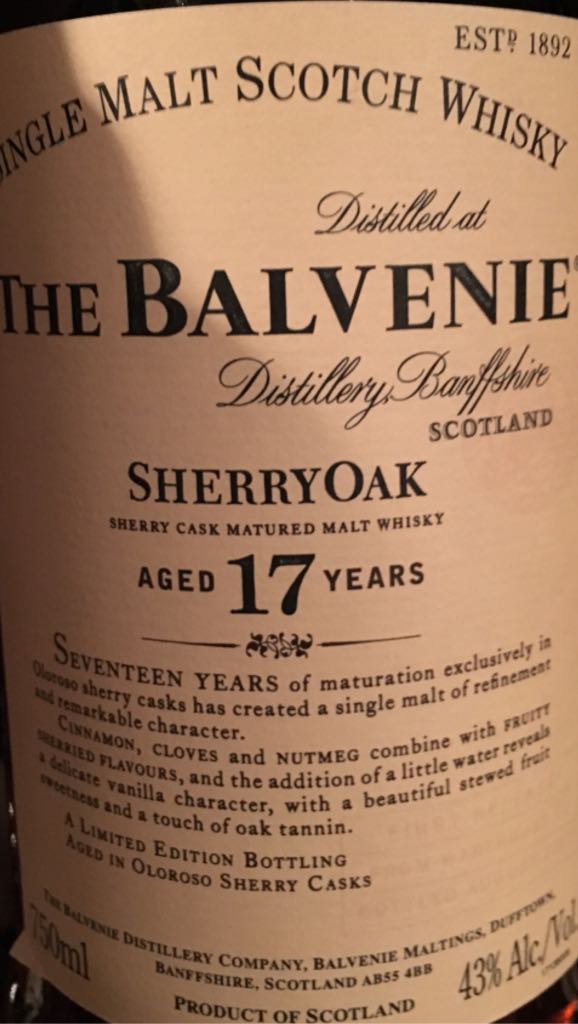 ESTD. 1892
SINGLE MALT SCOTCH WHISKY
Distilled at
THE BALVENIE®
Distillery, Banffshire
SCOTLAND
SHERRYOAK
SHERRY CASK MATURED MALT WHISKY
AGED 17 YEARS
SEVENTEEN YEARS of maturation exclusively in
Oloroso sherry casks has created a single malt of refinement
and remarkable character.
CINNAMON, CLOVES and NUTMEG combine with FRUITY
SHERRIED FLAVOURS, and the addition of a little water reveals
a delicate vanilla character, with a beautiful stewed fruit
sweetness and a touch of oak tannin.
A LIMITED EDITION BOTTLING
AGED IN OLOROSO SHERRY CASKS
THE BALVENIE DISTILLERY COMPANY, BALVENIE MALTINGS, DUFFTOWN,
BANFFSHIRE, SCOTLAND AB55 4BB
750ml
43% Alc./Vol.
PRODUCT OF SCOTLAND